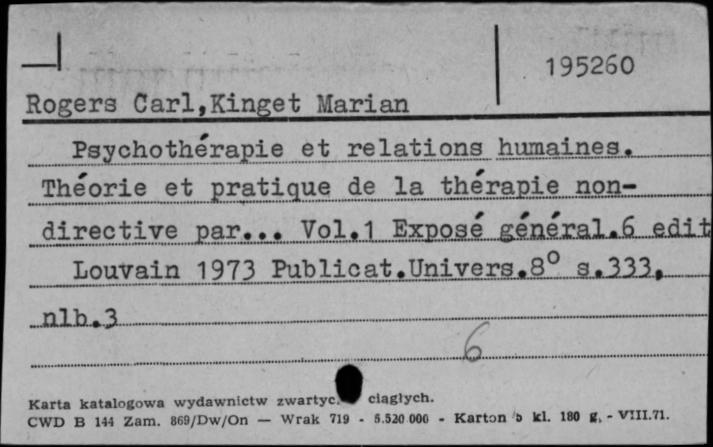 195260
Rogers Carl,Kinget Marian
Psychothérapie et relations humaines.
Théorie et pratique de la thérapie non-
directive par... Vol.1 Exposé général.6 edit
Louvain 1973 Publicat.Univers.8° s.333,
nlb.3
6
Karta katalogowa wydawnictw zwartyc. ciągłych.
CWD B 144 Zam. 869/Dw/On — Wrak 719 - 5.520 000 - Karton b kl. 180 g. - VIII.71.